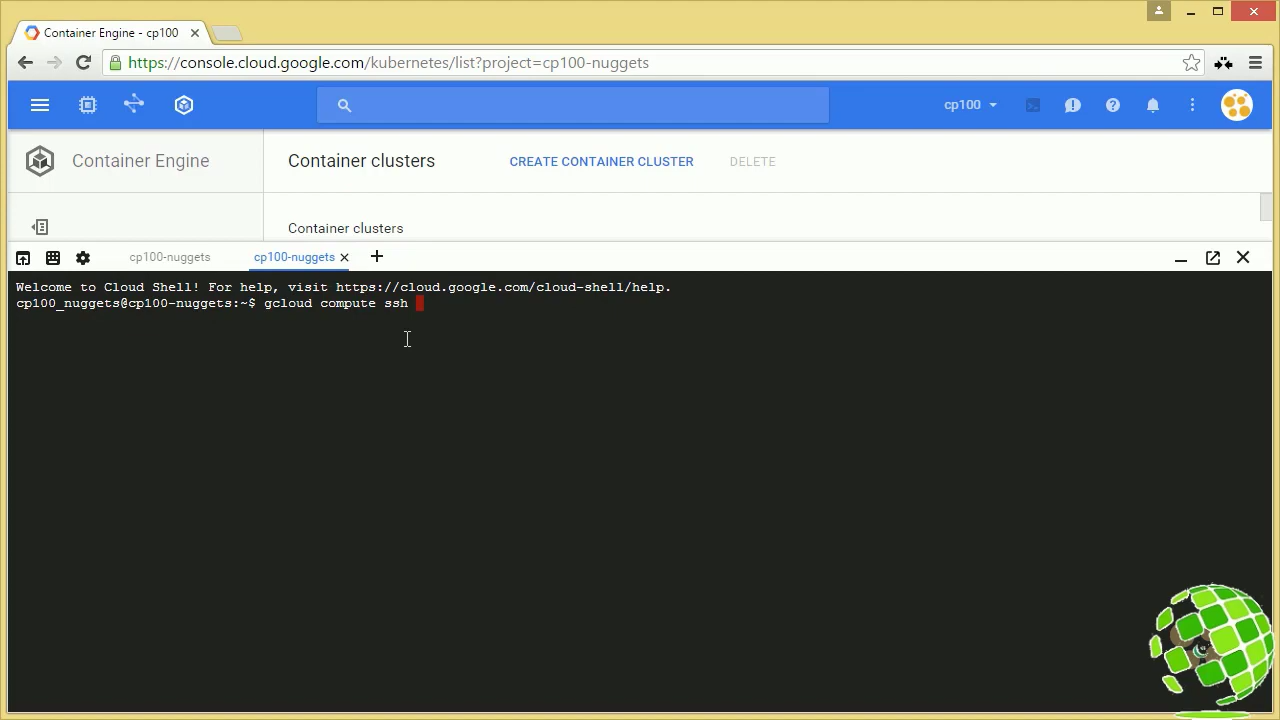 Container Engine - cp100
https://console.cloud.google.com/kubernetes/list?project=cp100-nuggets
cp100
Container Engine
Container clusters
CREATE CONTAINER CLUSTER
DELETE
Container clusters
cp100-nuggets
cp100-nuggets
Welcome to Cloud Shell! For help, visit https://cloud.google.com/cloud-shell/help.
cp100_nuggets@cp100-nuggets:~$ gcloud compute ssh